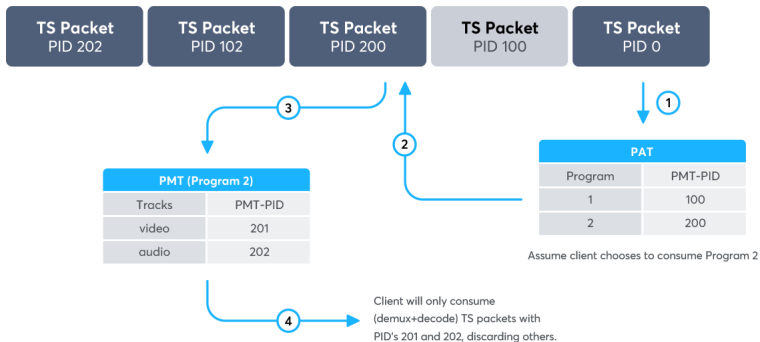 TS Packet
PID 202
TS Packet
PID 102
TS Packet
PID 200
TS Packet
PID 100
TS Packet
PID 0
1
3
2
PAT
Program PMT-PID
1 100
2 200
Assume client chooses to consume Program 2
PMT (Program 2)
Tracks PMT-PID
video 201
audio 202
4
Client will only consume
(demux+decode) TS packets with
PID's 201 and 202, discarding others.